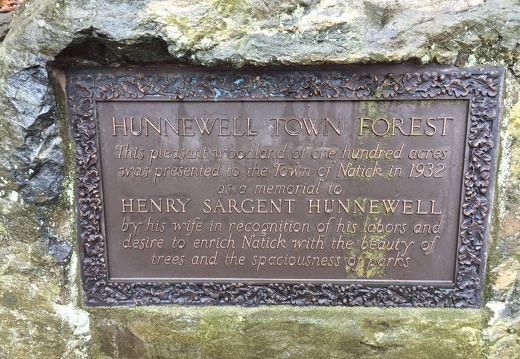 HUNNEWELL TOWN FOREST
This pleasant woodland of one hundred acres
was presented to the Town of Natick in 1932
as a memorial to
HENRY SARGENT HUNNEWELL
by his wife in recognition of his labors and
desire to enrich Natick with the beauty of
trees and the spaciousness of parks